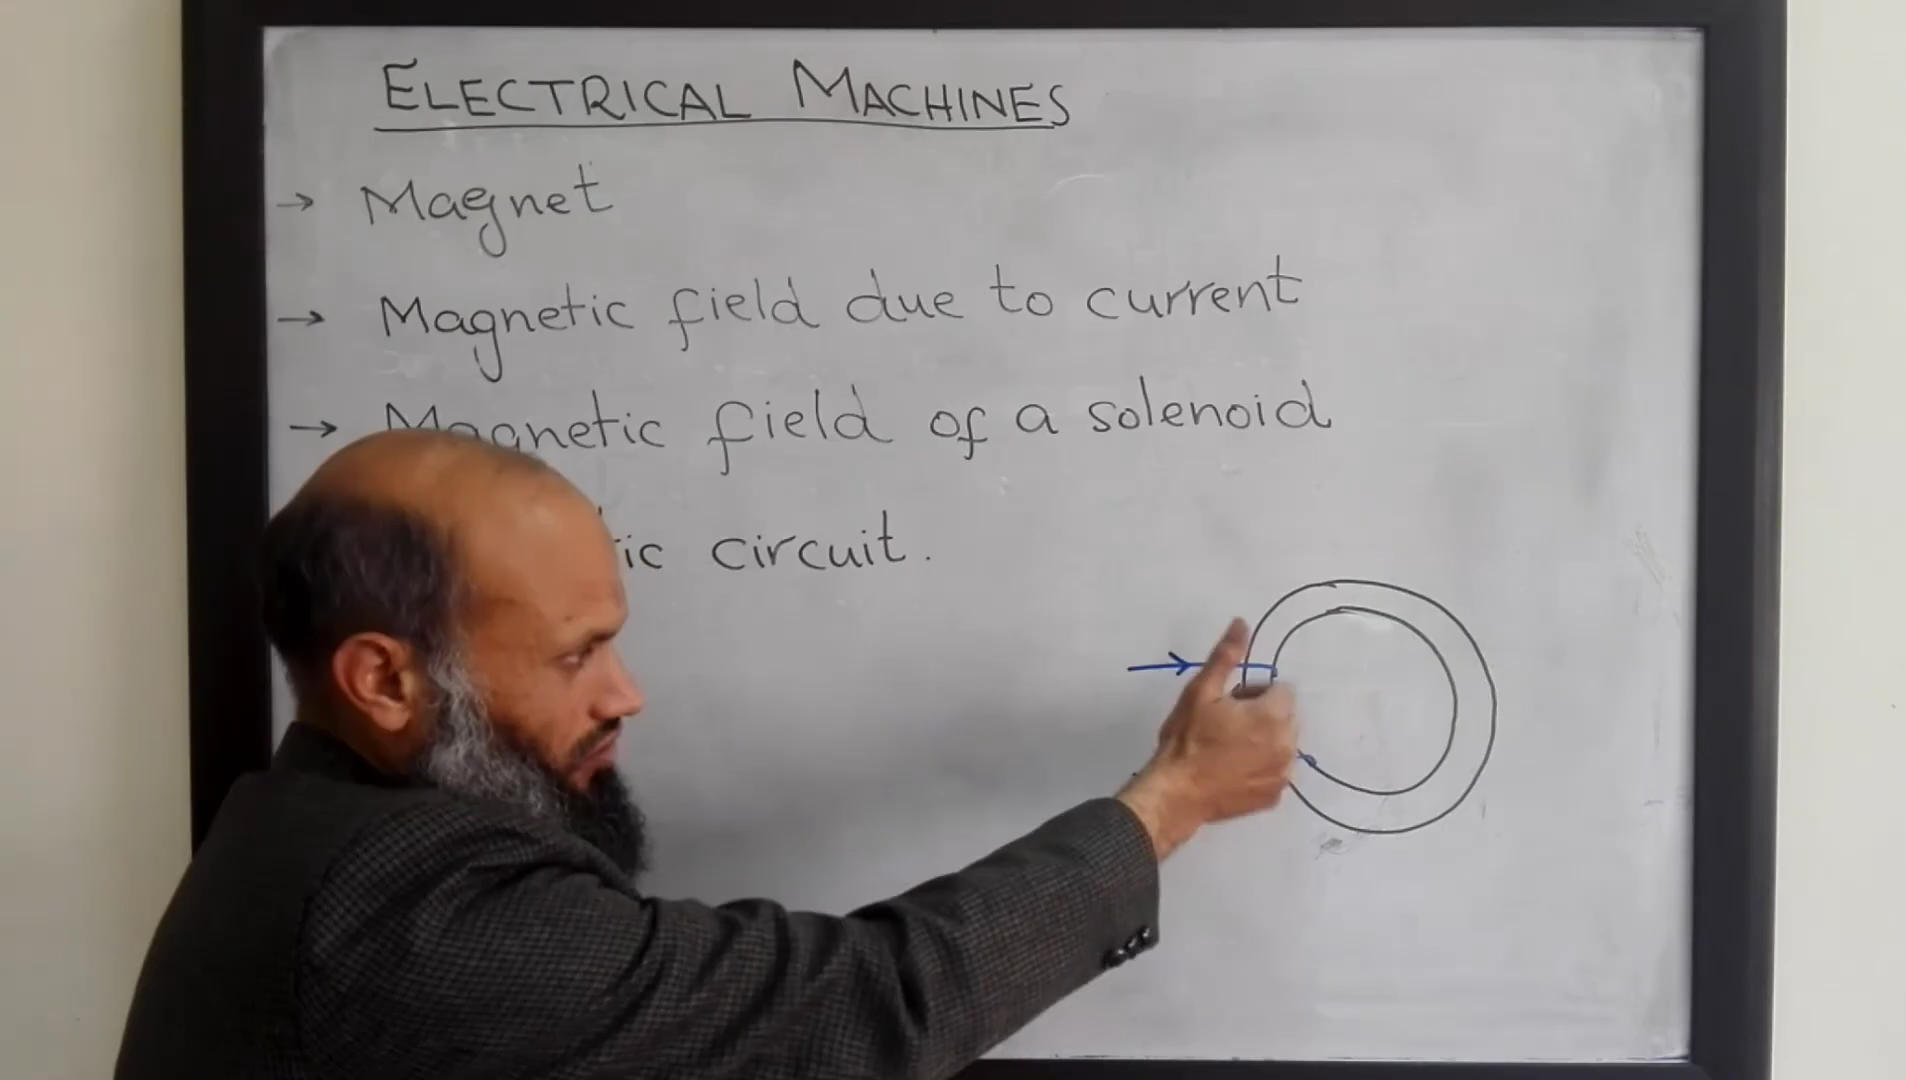 ELECTRICAL MACHINES
→ Magnet
→ Magnetic field due to current
→ Magnetic field of a solenoid
circuit.